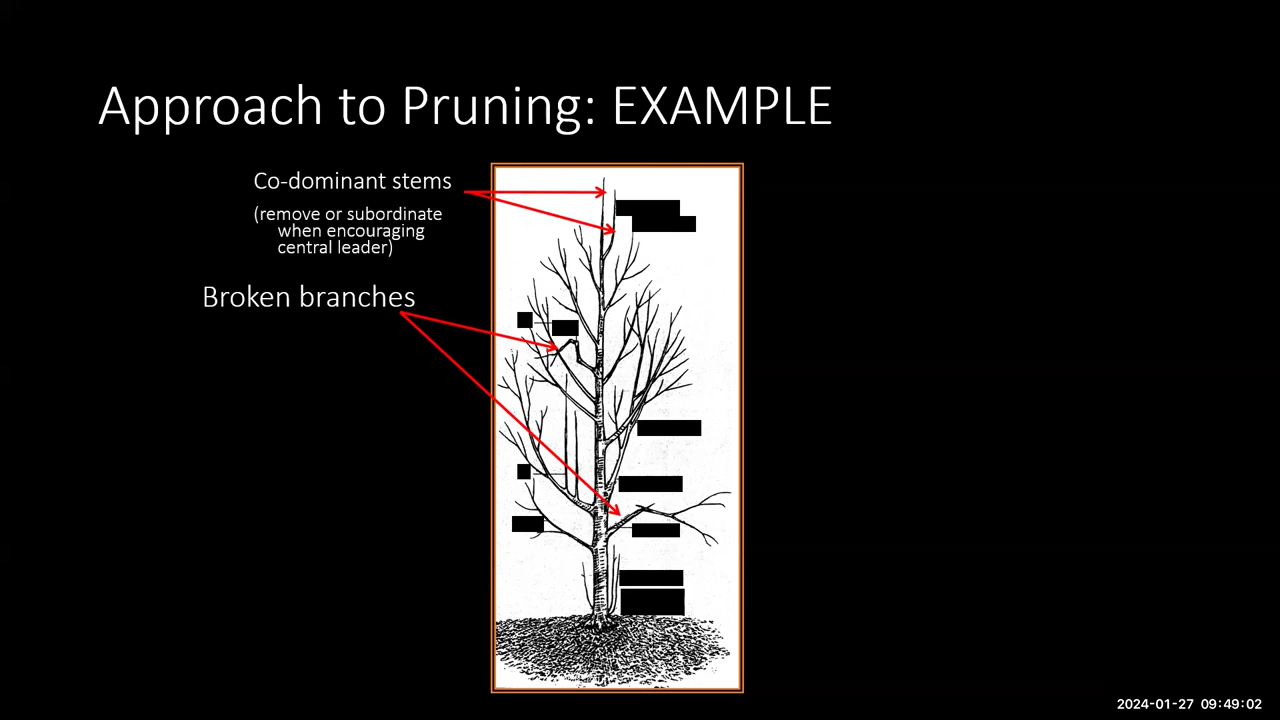 Approach to Pruning: EXAMPLE
Co-dominant stems
(remove or subordinate
when encouraging
central leader)
Broken branches
2024-01-27 09:49:02